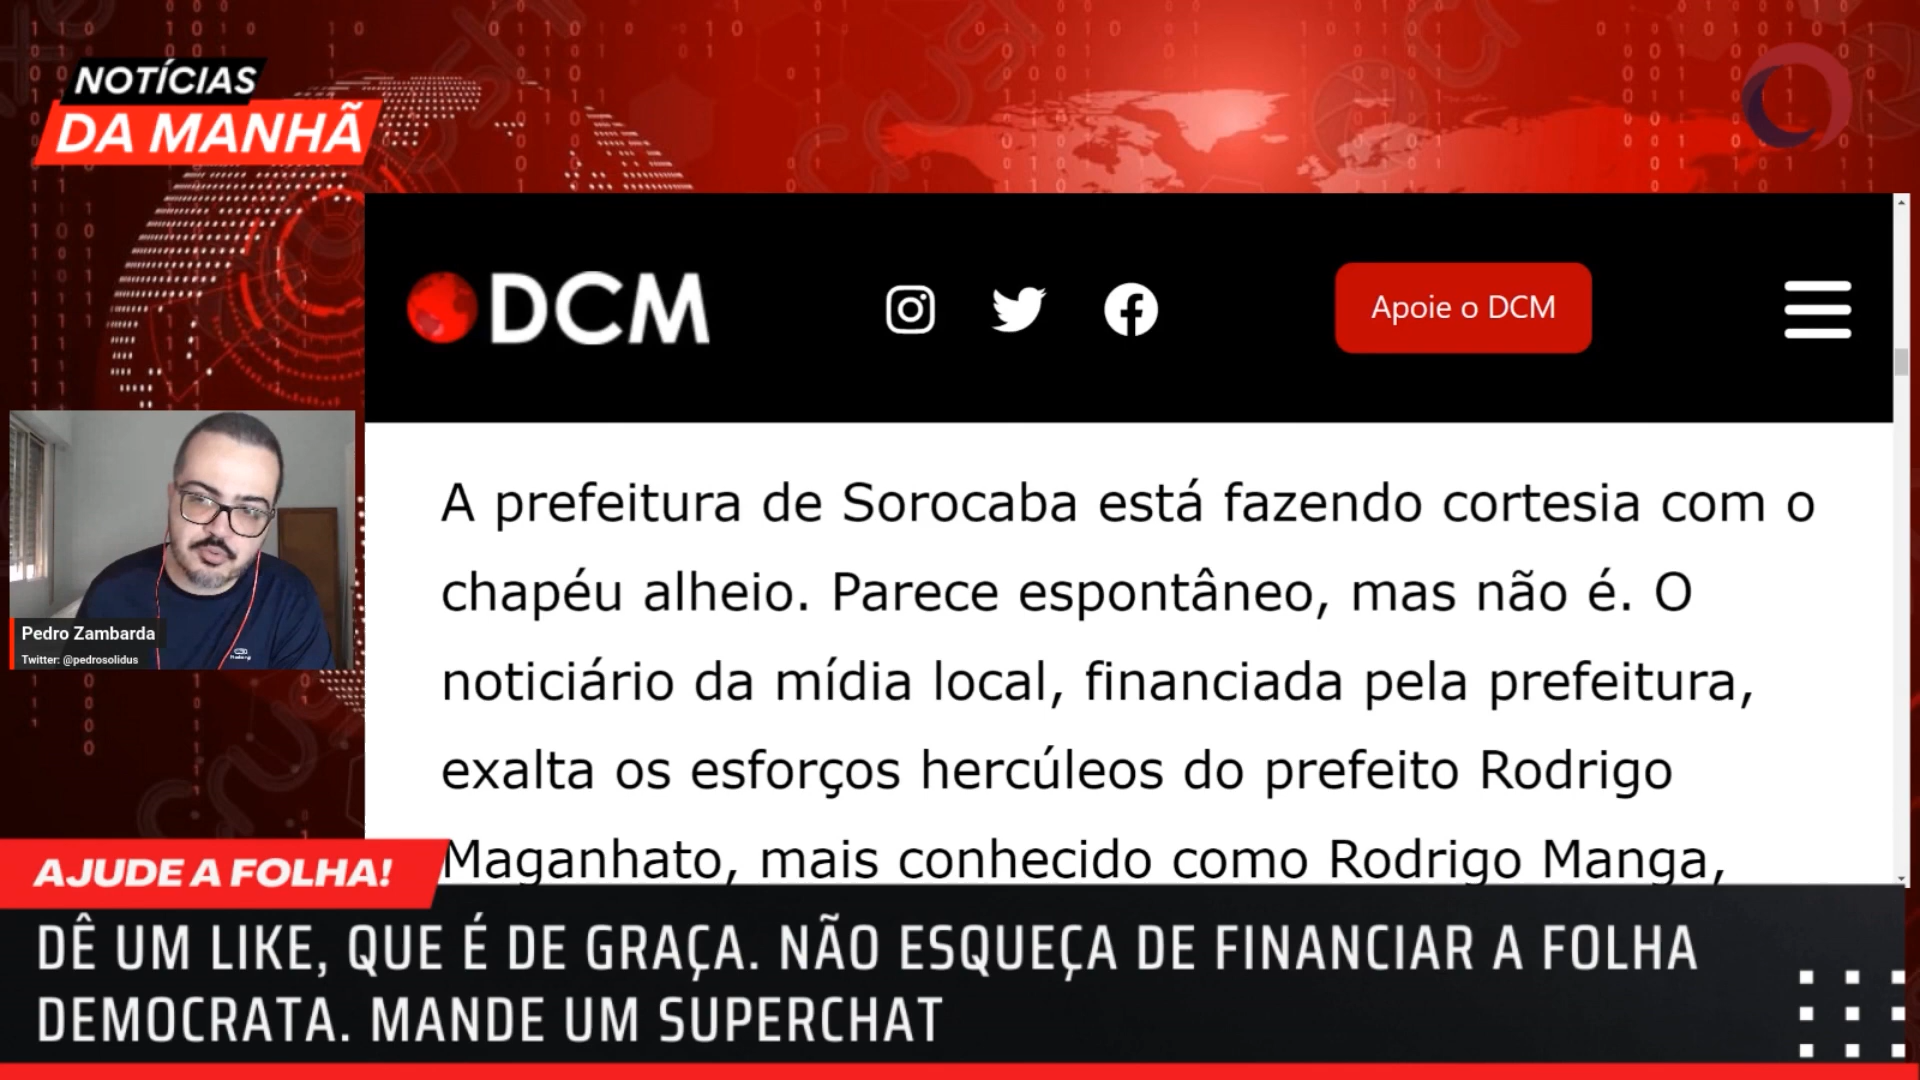 NOTÍCIAS
DA MANHÃ
DCM
Apoie o DCM
A prefeitura de Sorocaba está fazendo cortesia com o
chapéu alheio. Parece espontâneo, mas não é. O
noticiário da mídia local, financiada pela prefeitura,
exalta os esforços hercúleos do prefeito Rodrigo
Maganhato, mais conhecido como Rodrigo Manga,
Pedro Zambarda
Twitter: @pedrosolidus
AJUDE A FOLHA!
DÊ UM LIKE, QUE É DE GRAÇA. NÃO ESQUEÇA DE FINANCIAR A FOLHA
DEMOCRATA. MANDE UM SUPERCHAT